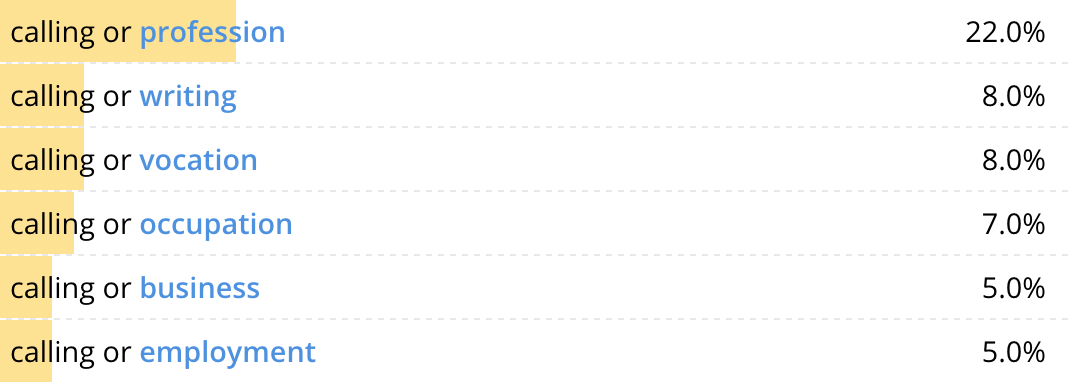 calling or profession 22.0%
calling or writing 8.0%
calling or vocation 8.0%
calling or occupation 7.0%
calling or business 5.0%
calling or employment 5.0%